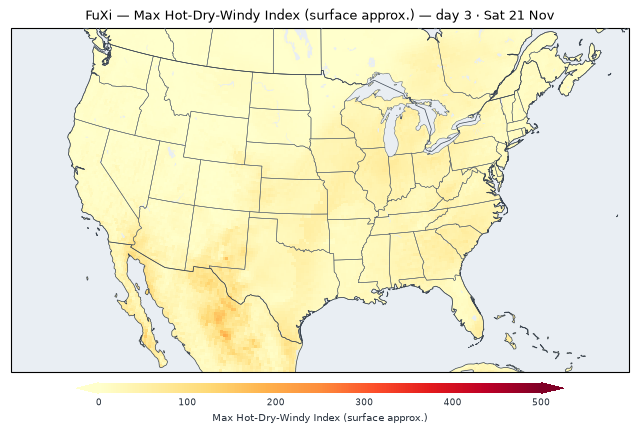 FuXi — Max Hot-Dry-Windy Index (surface approx.) — day 3 · Sat 21 Nov
0 100 200 300 400 500
Max Hot-Dry-Windy Index (surface approx.)